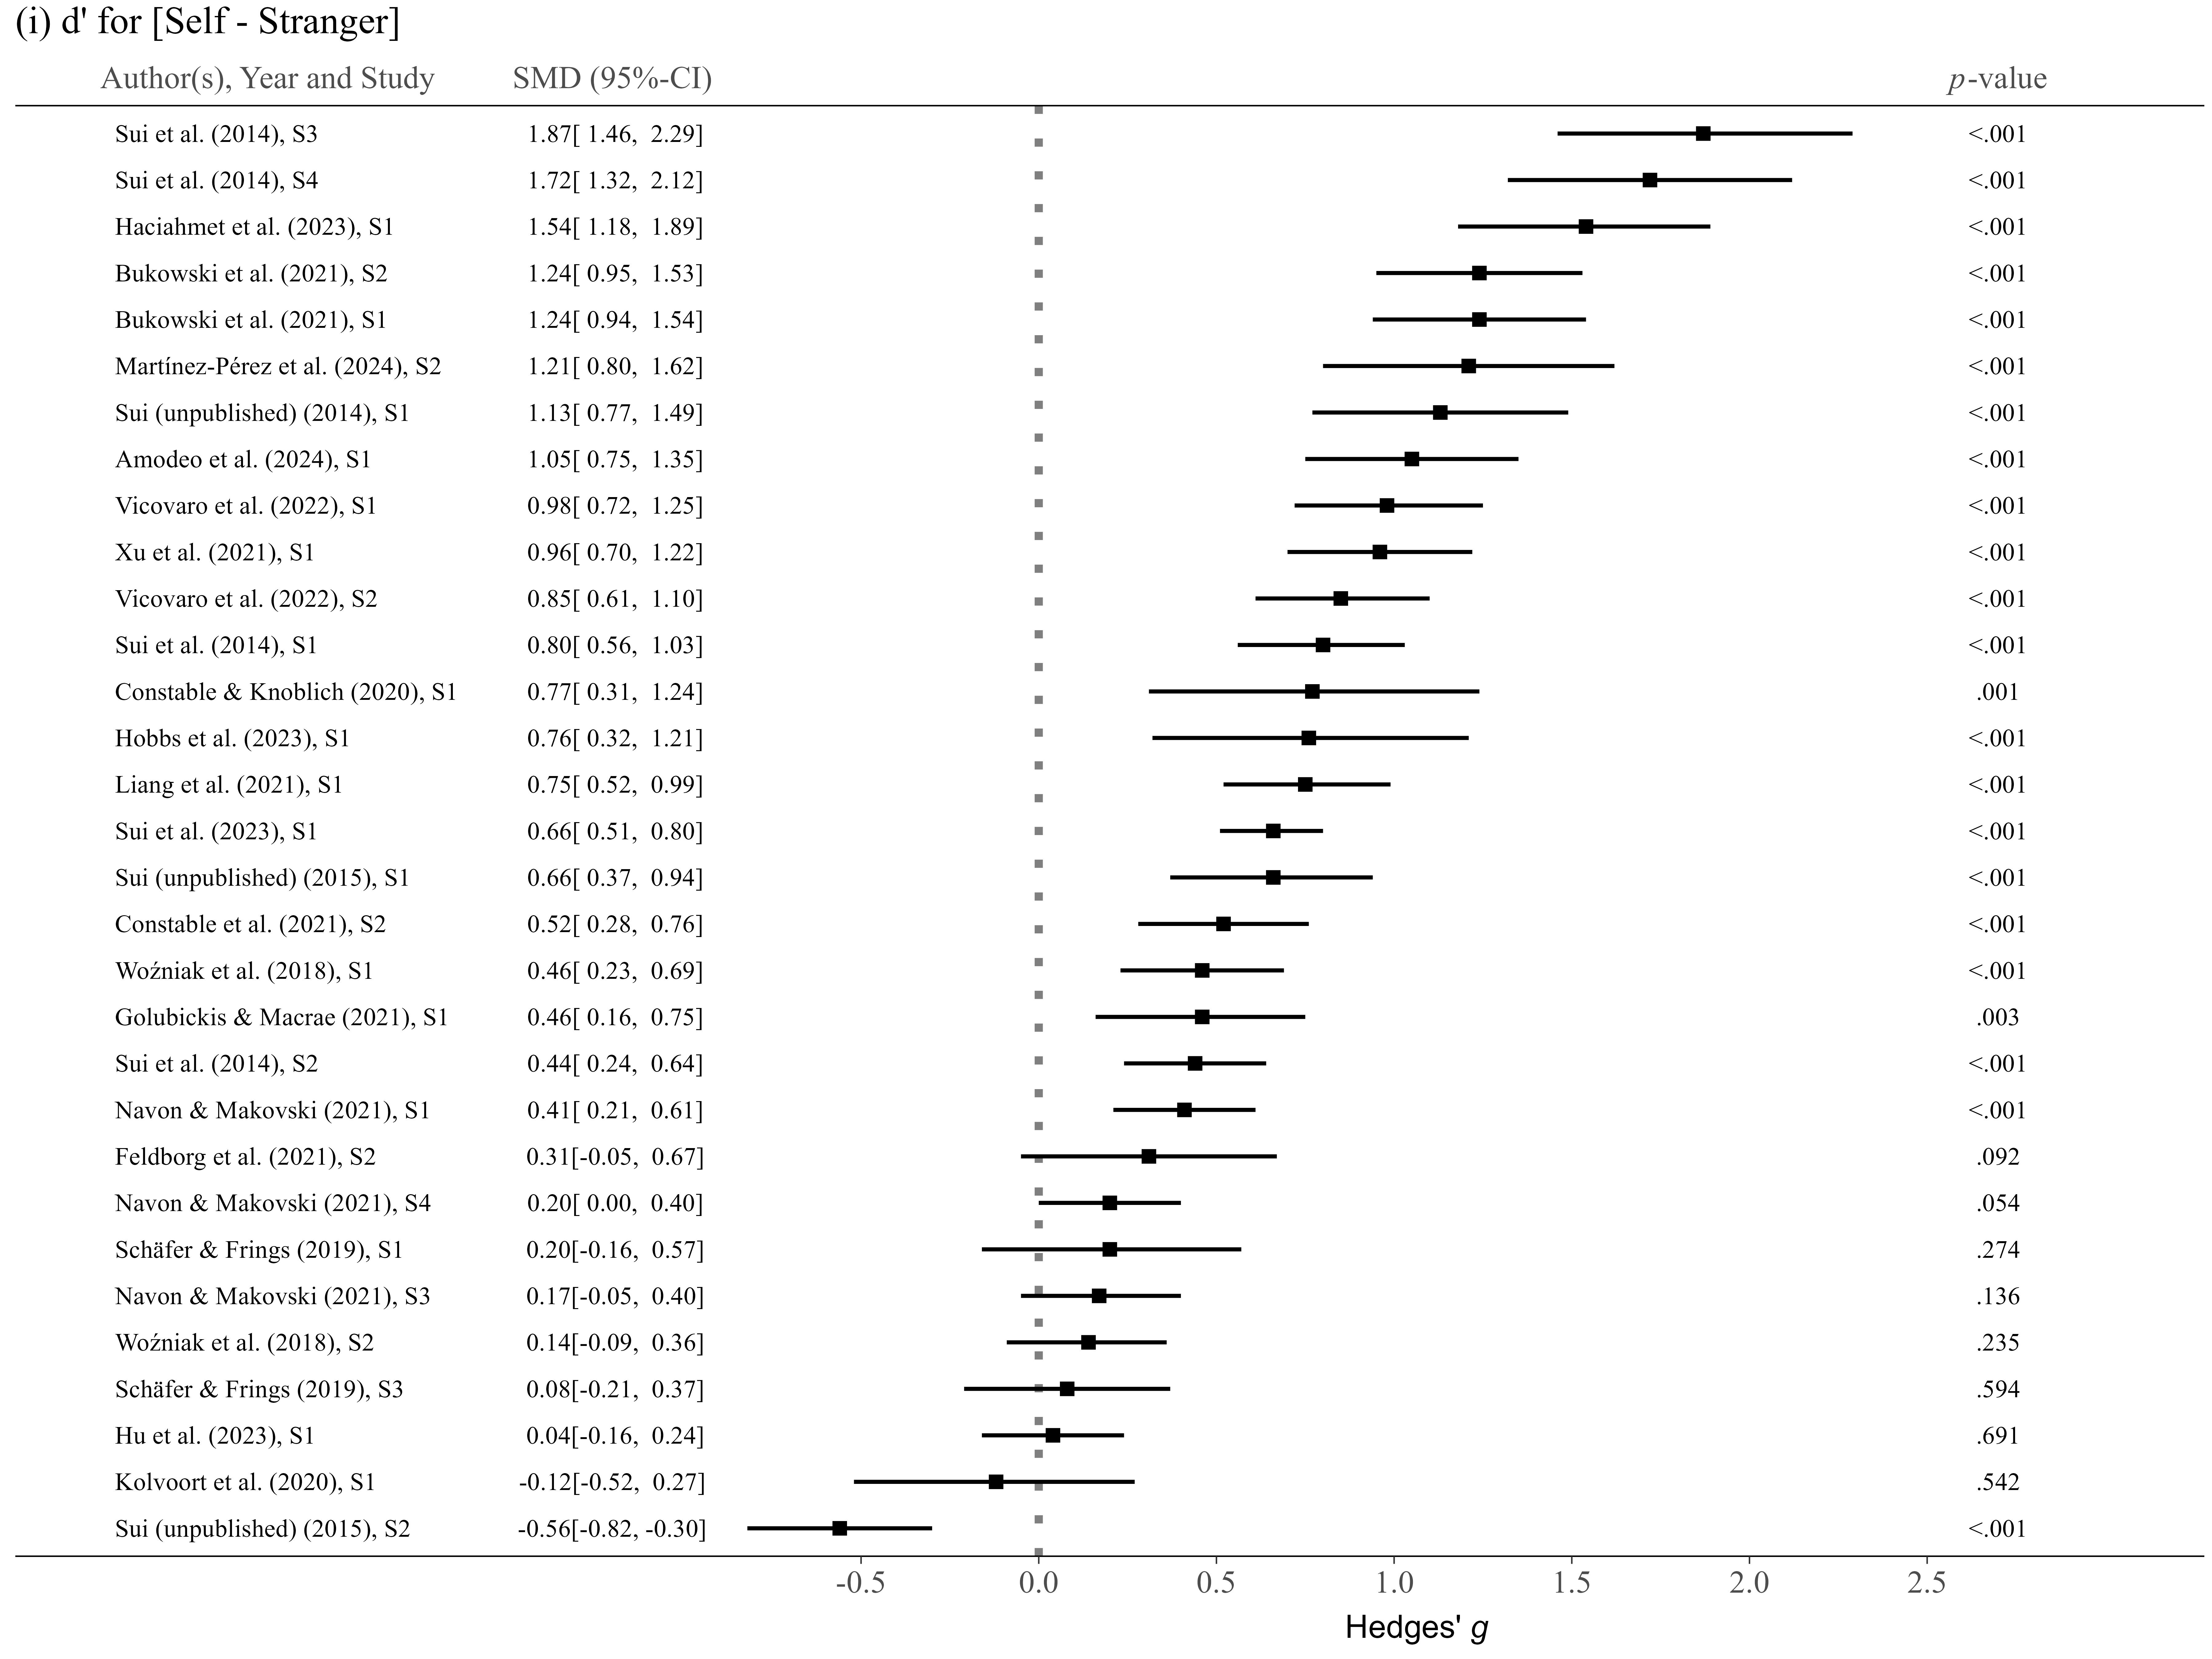 (i) d' for [Self - Stranger]
Author(s), Year and Study SMD (95%-CI) p-value
Sui et al. (2014), S3 1.87[ 1.46, 2.29] <.001
Sui et al. (2014), S4 1.72[ 1.32, 2.12] <.001
Haciahmet et al. (2023), S1 1.54[ 1.18, 1.89] <.001
Bukowski et al. (2021), S2 1.24[ 0.95, 1.53] <.001
Bukowski et al. (2021), S1 1.24[ 0.94, 1.54] <.001
Martínez-Pérez et al. (2024), S2 1.21[ 0.80, 1.62] <.001
Sui (unpublished) (2014), S1 1.13[ 0.77, 1.49] <.001
Amodeo et al. (2024), S1 1.05[ 0.75, 1.35] <.001
Vicovaro et al. (2022), S1 0.98[ 0.72, 1.25] <.001
Xu et al. (2021), S1 0.96[ 0.70, 1.22] <.001
Vicovaro et al. (2022), S2 0.85[ 0.61, 1.10] <.001
Sui et al. (2014), S1 0.80[ 0.56, 1.03] <.001
Constable & Knoblich (2020), S1 0.77[ 0.31, 1.24] .001
Hobbs et al. (2023), S1 0.76[ 0.32, 1.21] <.001
Liang et al. (2021), S1 0.75[ 0.52, 0.99] <.001
Sui et al. (2023), S1 0.66[ 0.51, 0.80] <.001
Sui (unpublished) (2015), S1 0.66[ 0.37, 0.94] <.001
Constable et al. (2021), S2 0.52[ 0.28, 0.76] <.001
Woźniak et al. (2018), S1 0.46[ 0.23, 0.69] <.001
Golubickis & Macrae (2021), S1 0.46[ 0.16, 0.75] .003
Sui et al. (2014), S2 0.44[ 0.24, 0.64] <.001
Navon & Makovski (2021), S1 0.41[ 0.21, 0.61] <.001
Feldborg et al. (2021), S2 0.31[-0.05, 0.67] .092
Navon & Makovski (2021), S4 0.20[ 0.00, 0.40] .054
Schäfer & Frings (2019), S1 0.20[-0.16, 0.57] .274
Navon & Makovski (2021), S3 0.17[-0.05, 0.40] .136
Woźniak et al. (2018), S2 0.14[-0.09, 0.36] .235
Schäfer & Frings (2019), S3 0.08[-0.21, 0.37] .594
Hu et al. (2023), S1 0.04[-0.16, 0.24] .691
Kolvoort et al. (2020), S1 -0.12[-0.52, 0.27] .542
Sui (unpublished) (2015), S2 -0.56[-0.82, -0.30] <.001
-0.5 0.0 0.5 1.0 1.5 2.0 2.5
Hedges' g